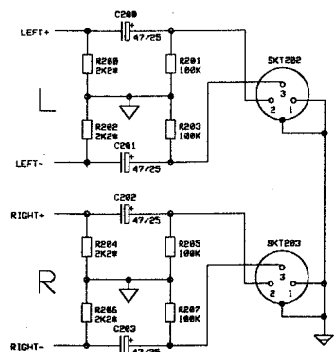 C200
LEFT+
47/25
R200
2K2*
R201
100K
SKT202
3
2
1
L
R202
2K2*
R203
100K
C201
LEFT-
47/25
C202
RIGHT+
47/25
R204
2K2*
R205
100K
SKT203
3
2
1
R
R206
2K2*
R207
100K
C203
RIGHT-
47/25